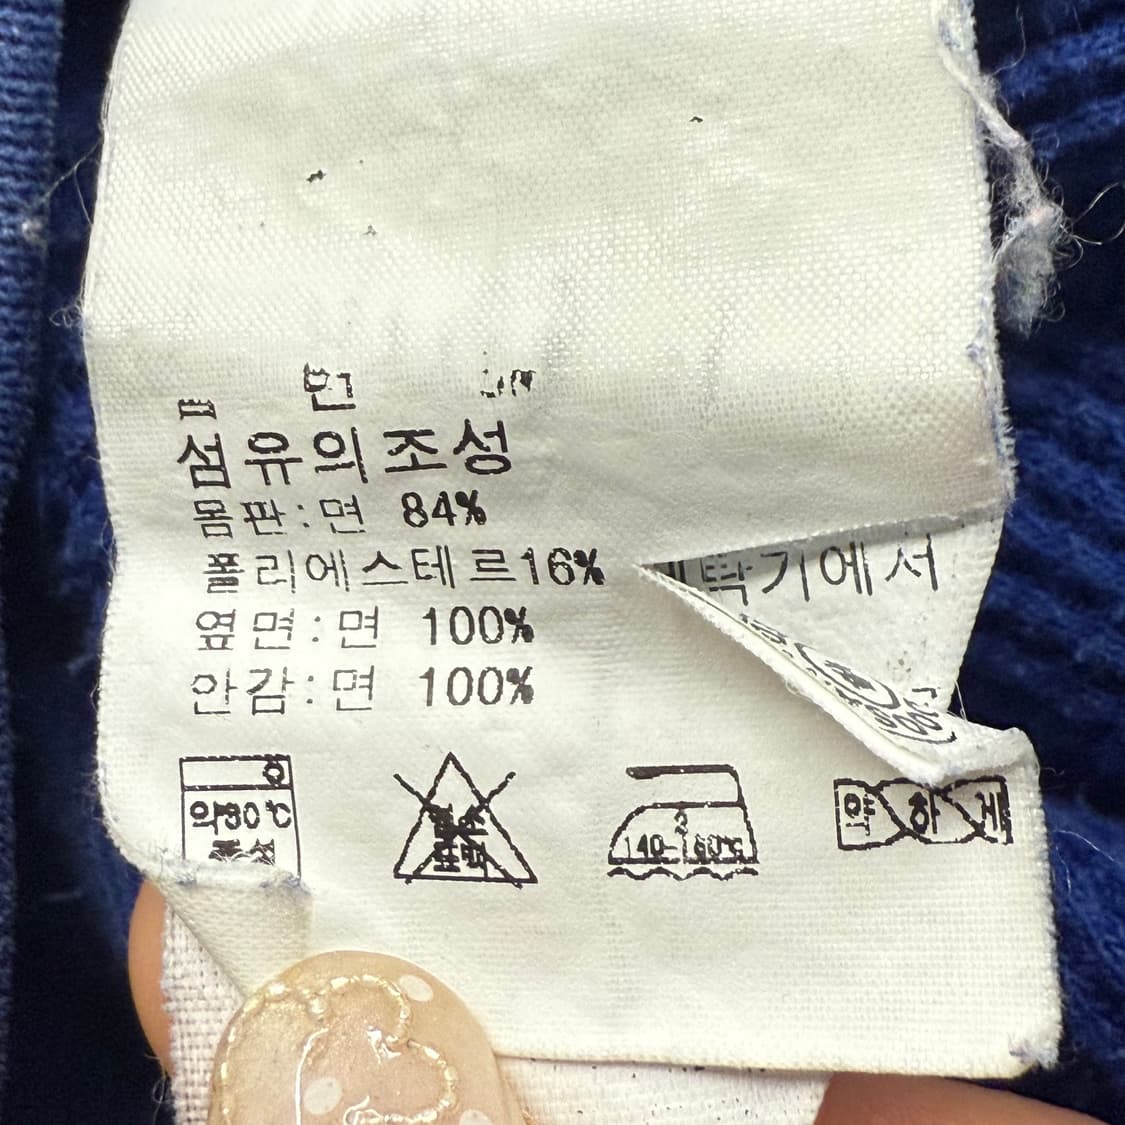 섬유의조성
몸판:면 84%
폴리에스테르16%
옆면:면 100%
안감:면 100%
탁기에서
약30℃
140~160℃
약하게